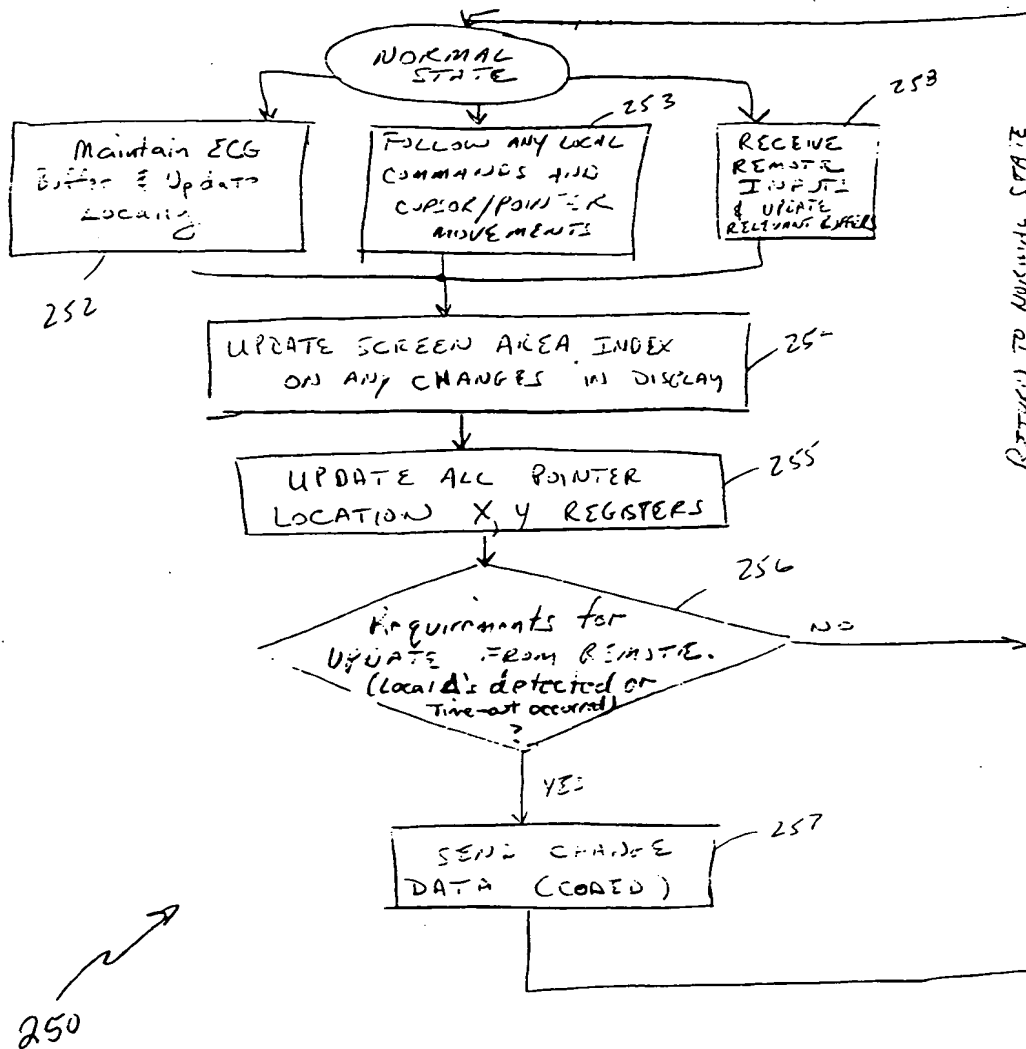 NORMAL
STATE
253
258
Maintain ECG
Buffer & Update
Locally
FOLLOW ANY LOCAL
COMMANDS AND
CURSOR/POINTER
MOVEMENTS
RECEIVE
REMOTE
INPUTS
& UPDATE
RELEVANT BUFFERS
252
UPDATE SCREEN AREA INDEX
ON ANY CHANGES IN DISPLAY
25
RETURN TO NORMAL STATE
UPDATE ALL POINTER
LOCATION X, Y REGISTERS
255
256
Requirements for
UPDATE FROM REMOTE.
(Local Δ's detected or
Time-out occurred)
?
NO
YES
SEND CHANGE
DATA (CODED)
257
250